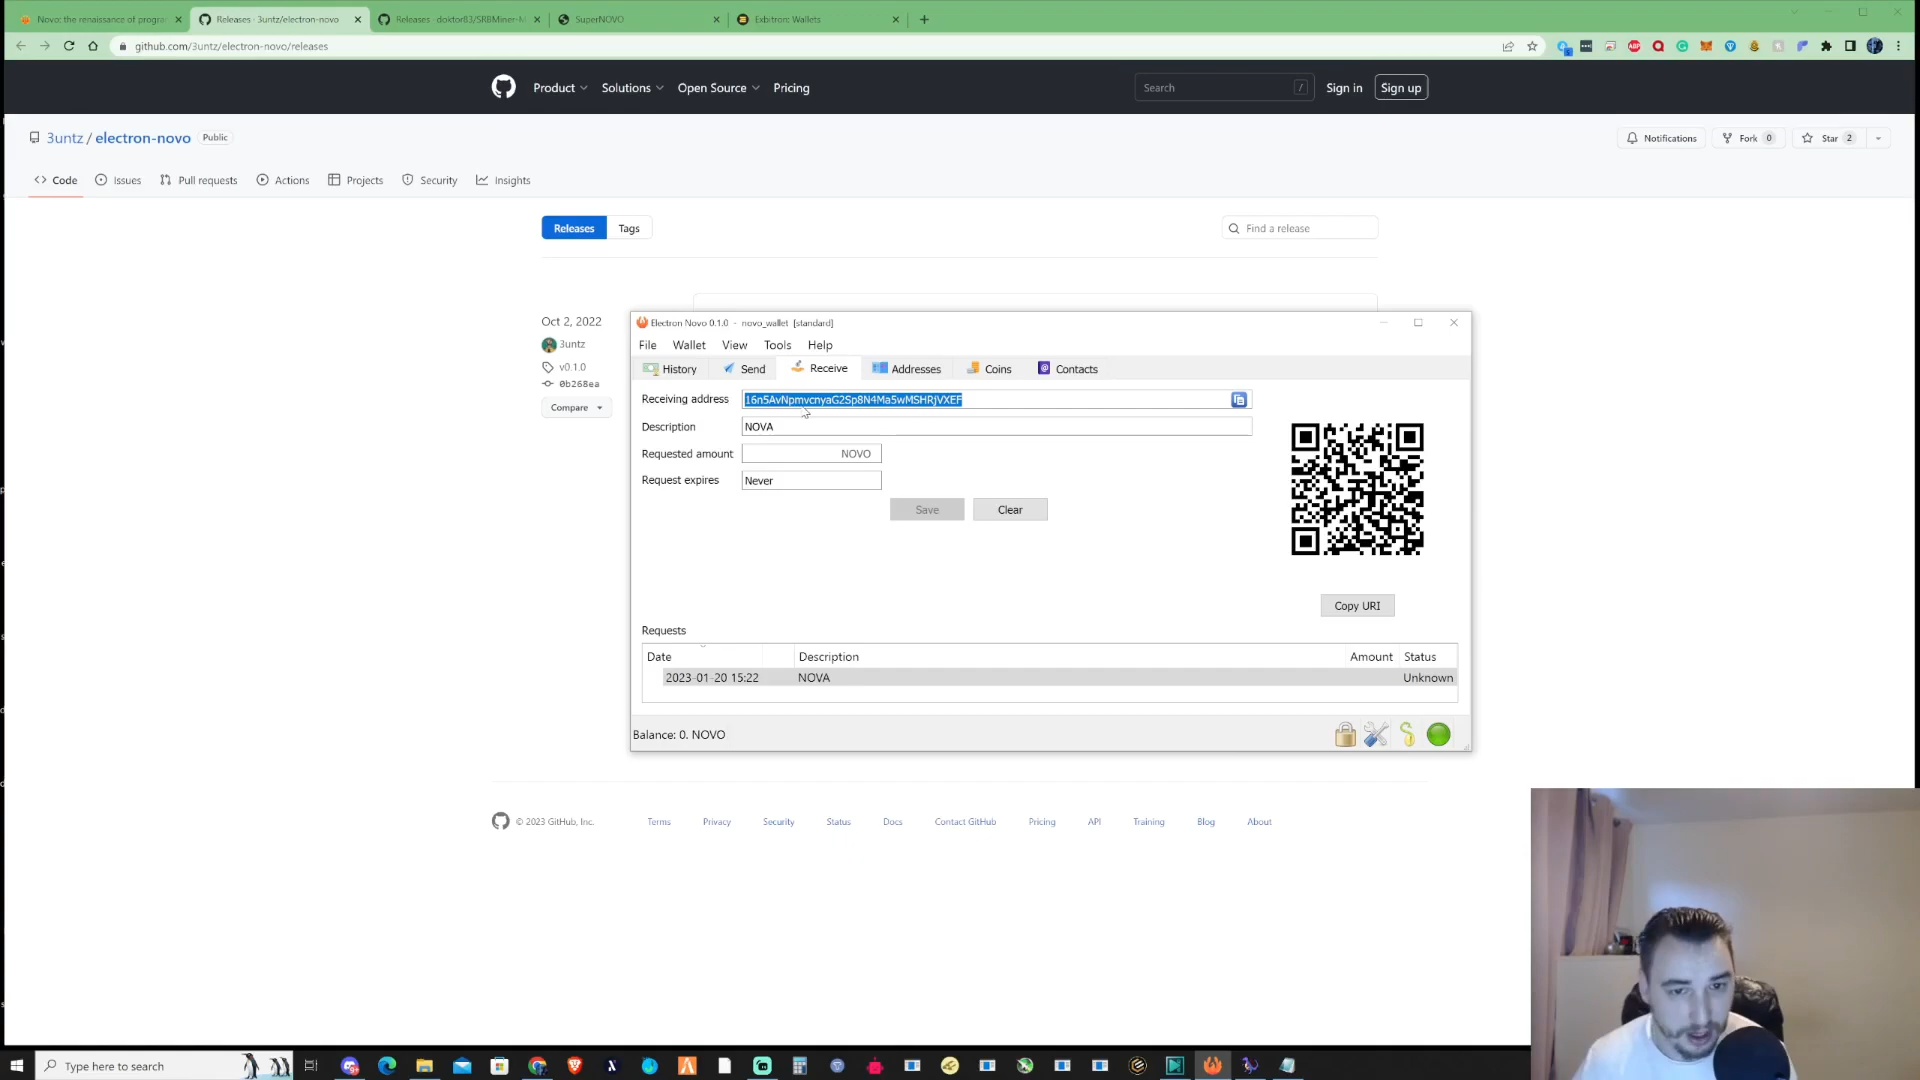 Novo: the renaissance of progra
Releases · 3untz/electron-novo
Releases · doktor83/SRBMiner-M
SuperNOVO
Exbitron: Wallets
github.com/3untz/electron-novo/releases
Product
Solutions
Open Source
Pricing
Search
/
Sign in
Sign up
3untz / electron-novo
Public
Notifications
Fork 0
Star 2
Code
Issues
Pull requests
Actions
Projects
Security
Insights
Releases
Tags
Find a release
Oct 2, 2022
3untz
v0.1.0
0b268ea
Compare
Electron Novo 0.1.0 - novo_wallet [standard]
File
Wallet
View
Tools
Help
History
Send
Receive
Addresses
Coins
Contacts
Receiving address
16n5AvNpmvcnyaG2Sp8N4Ma5wMSHRjVXEF
Description
NOVA
Requested amount
NOVO
Request expires
Never
Save
Clear
Copy URI
Requests
Date
Description
Amount
Status
2023-01-20 15:22
NOVA
Unknown
Balance: 0. NOVO
© 2023 GitHub, Inc.
Terms
Privacy
Security
Status
Docs
Contact GitHub
Pricing
API
Training
Blog
About
Type here to search